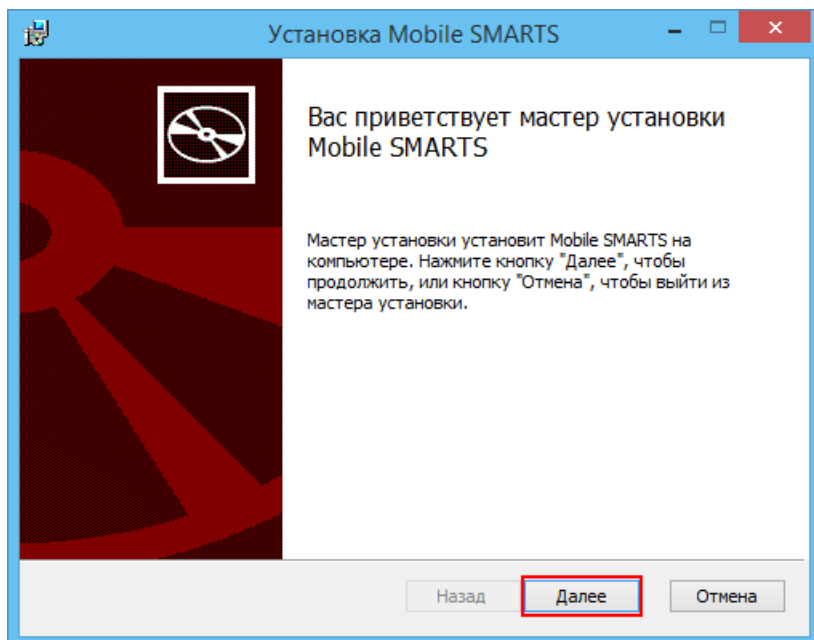 Установка Mobile SMARTS
Вас приветствует мастер установки
Mobile SMARTS
Мастер установки установит Mobile SMARTS на
компьютере. Нажмите кнопку "Далее", чтобы
продолжить, или кнопку "Отмена", чтобы выйти из
мастера установки.
Назад Далее Отмена